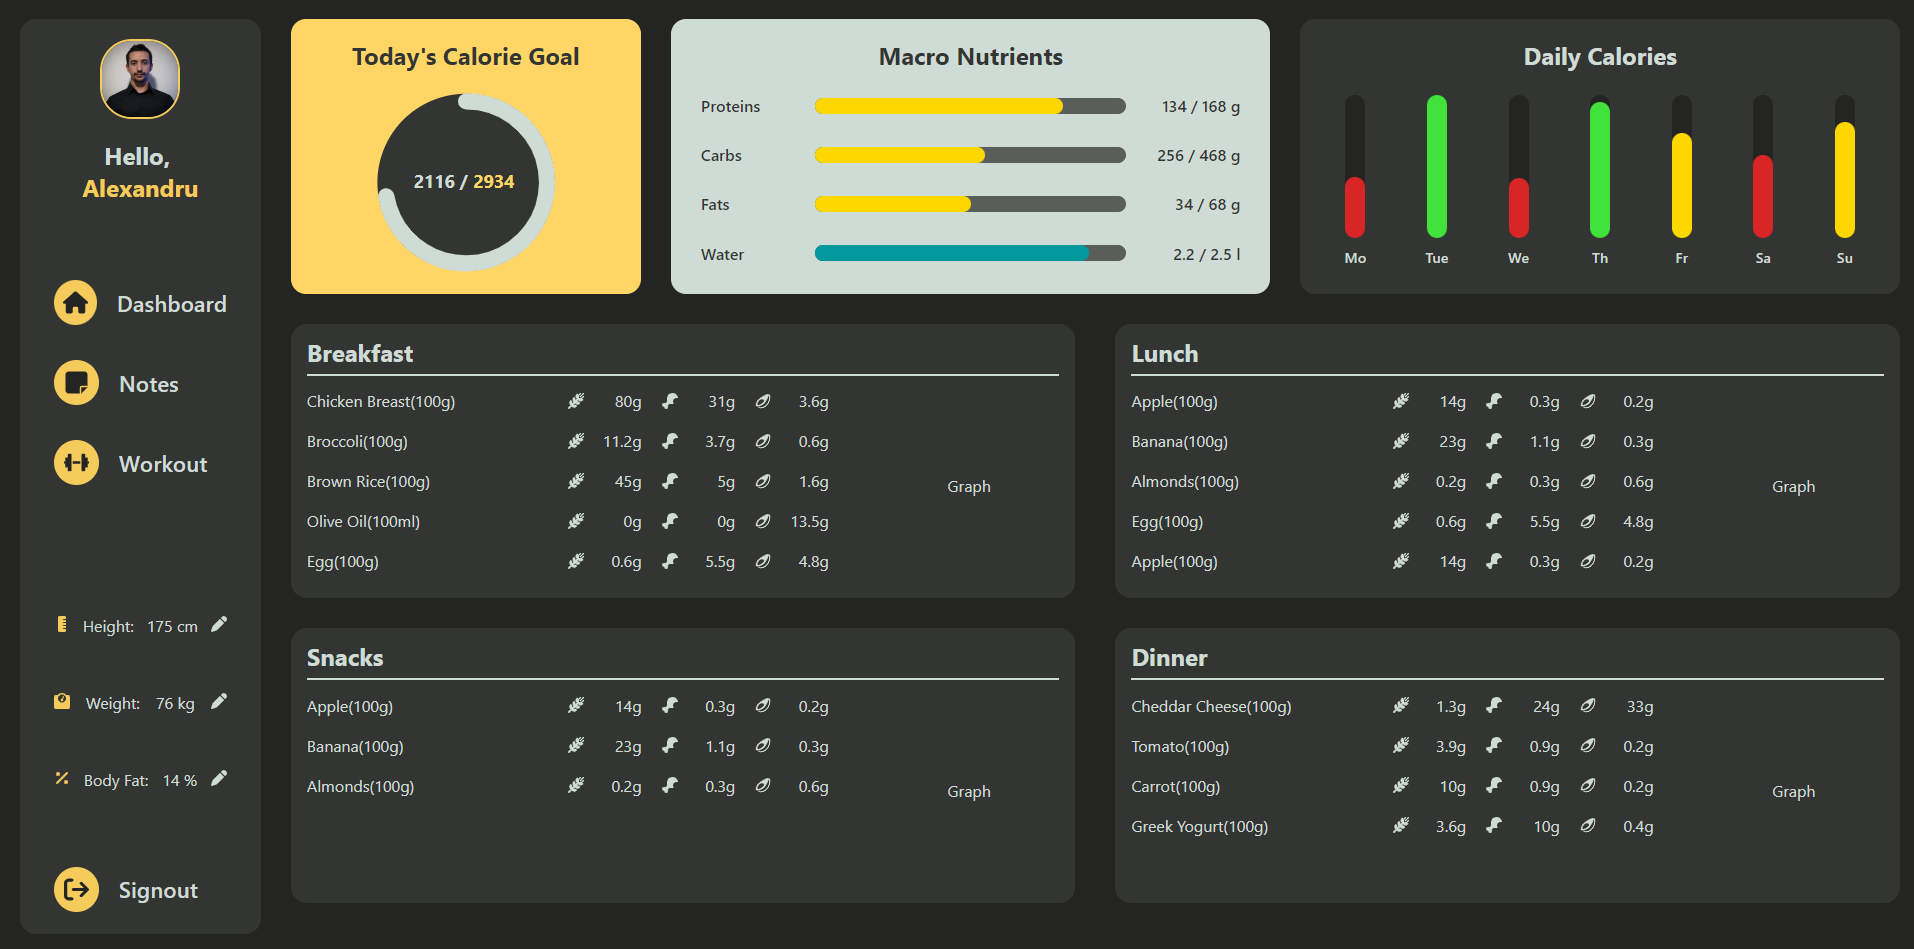 Hello,
Alexandru
Dashboard
Notes
Workout
Height: 175 cm
Weight: 76 kg
Body Fat: 14 %
Signout
Today's Calorie Goal
2116 / 2934
Macro Nutrients
Proteins 134 / 168 g
Carbs 256 / 468 g
Fats 34 / 68 g
Water 2.2 / 2.5 l
Daily Calories
Mo Tue We Th Fr Sa Su
Breakfast
Chicken Breast(100g) 80g 31g 3.6g
Broccoli(100g) 11.2g 3.7g 0.6g
Brown Rice(100g) 45g 5g 1.6g
Olive Oil(100ml) 0g 0g 13.5g
Egg(100g) 0.6g 5.5g 4.8g
Graph
Lunch
Apple(100g) 14g 0.3g 0.2g
Banana(100g) 23g 1.1g 0.3g
Almonds(100g) 0.2g 0.3g 0.6g
Egg(100g) 0.6g 5.5g 4.8g
Apple(100g) 14g 0.3g 0.2g
Graph
Snacks
Apple(100g) 14g 0.3g 0.2g
Banana(100g) 23g 1.1g 0.3g
Almonds(100g) 0.2g 0.3g 0.6g
Graph
Dinner
Cheddar Cheese(100g) 1.3g 24g 33g
Tomato(100g) 3.9g 0.9g 0.2g
Carrot(100g) 10g 0.9g 0.2g
Greek Yogurt(100g) 3.6g 10g 0.4g
Graph